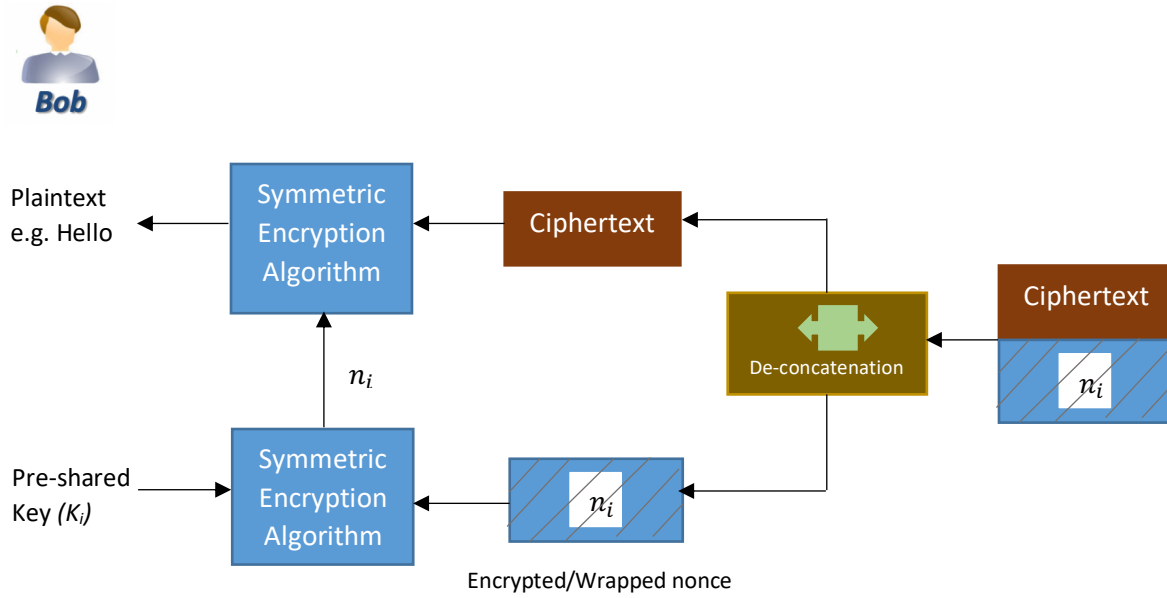 Bob
Plaintext
e.g. Hello
Symmetric
Encryption
Algorithm
Ciphertext
Ciphertext
De-concatenation
n_i
n_i
Pre-shared
Key (K_i)
Symmetric
Encryption
Algorithm
n_i
Encrypted/Wrapped nonce